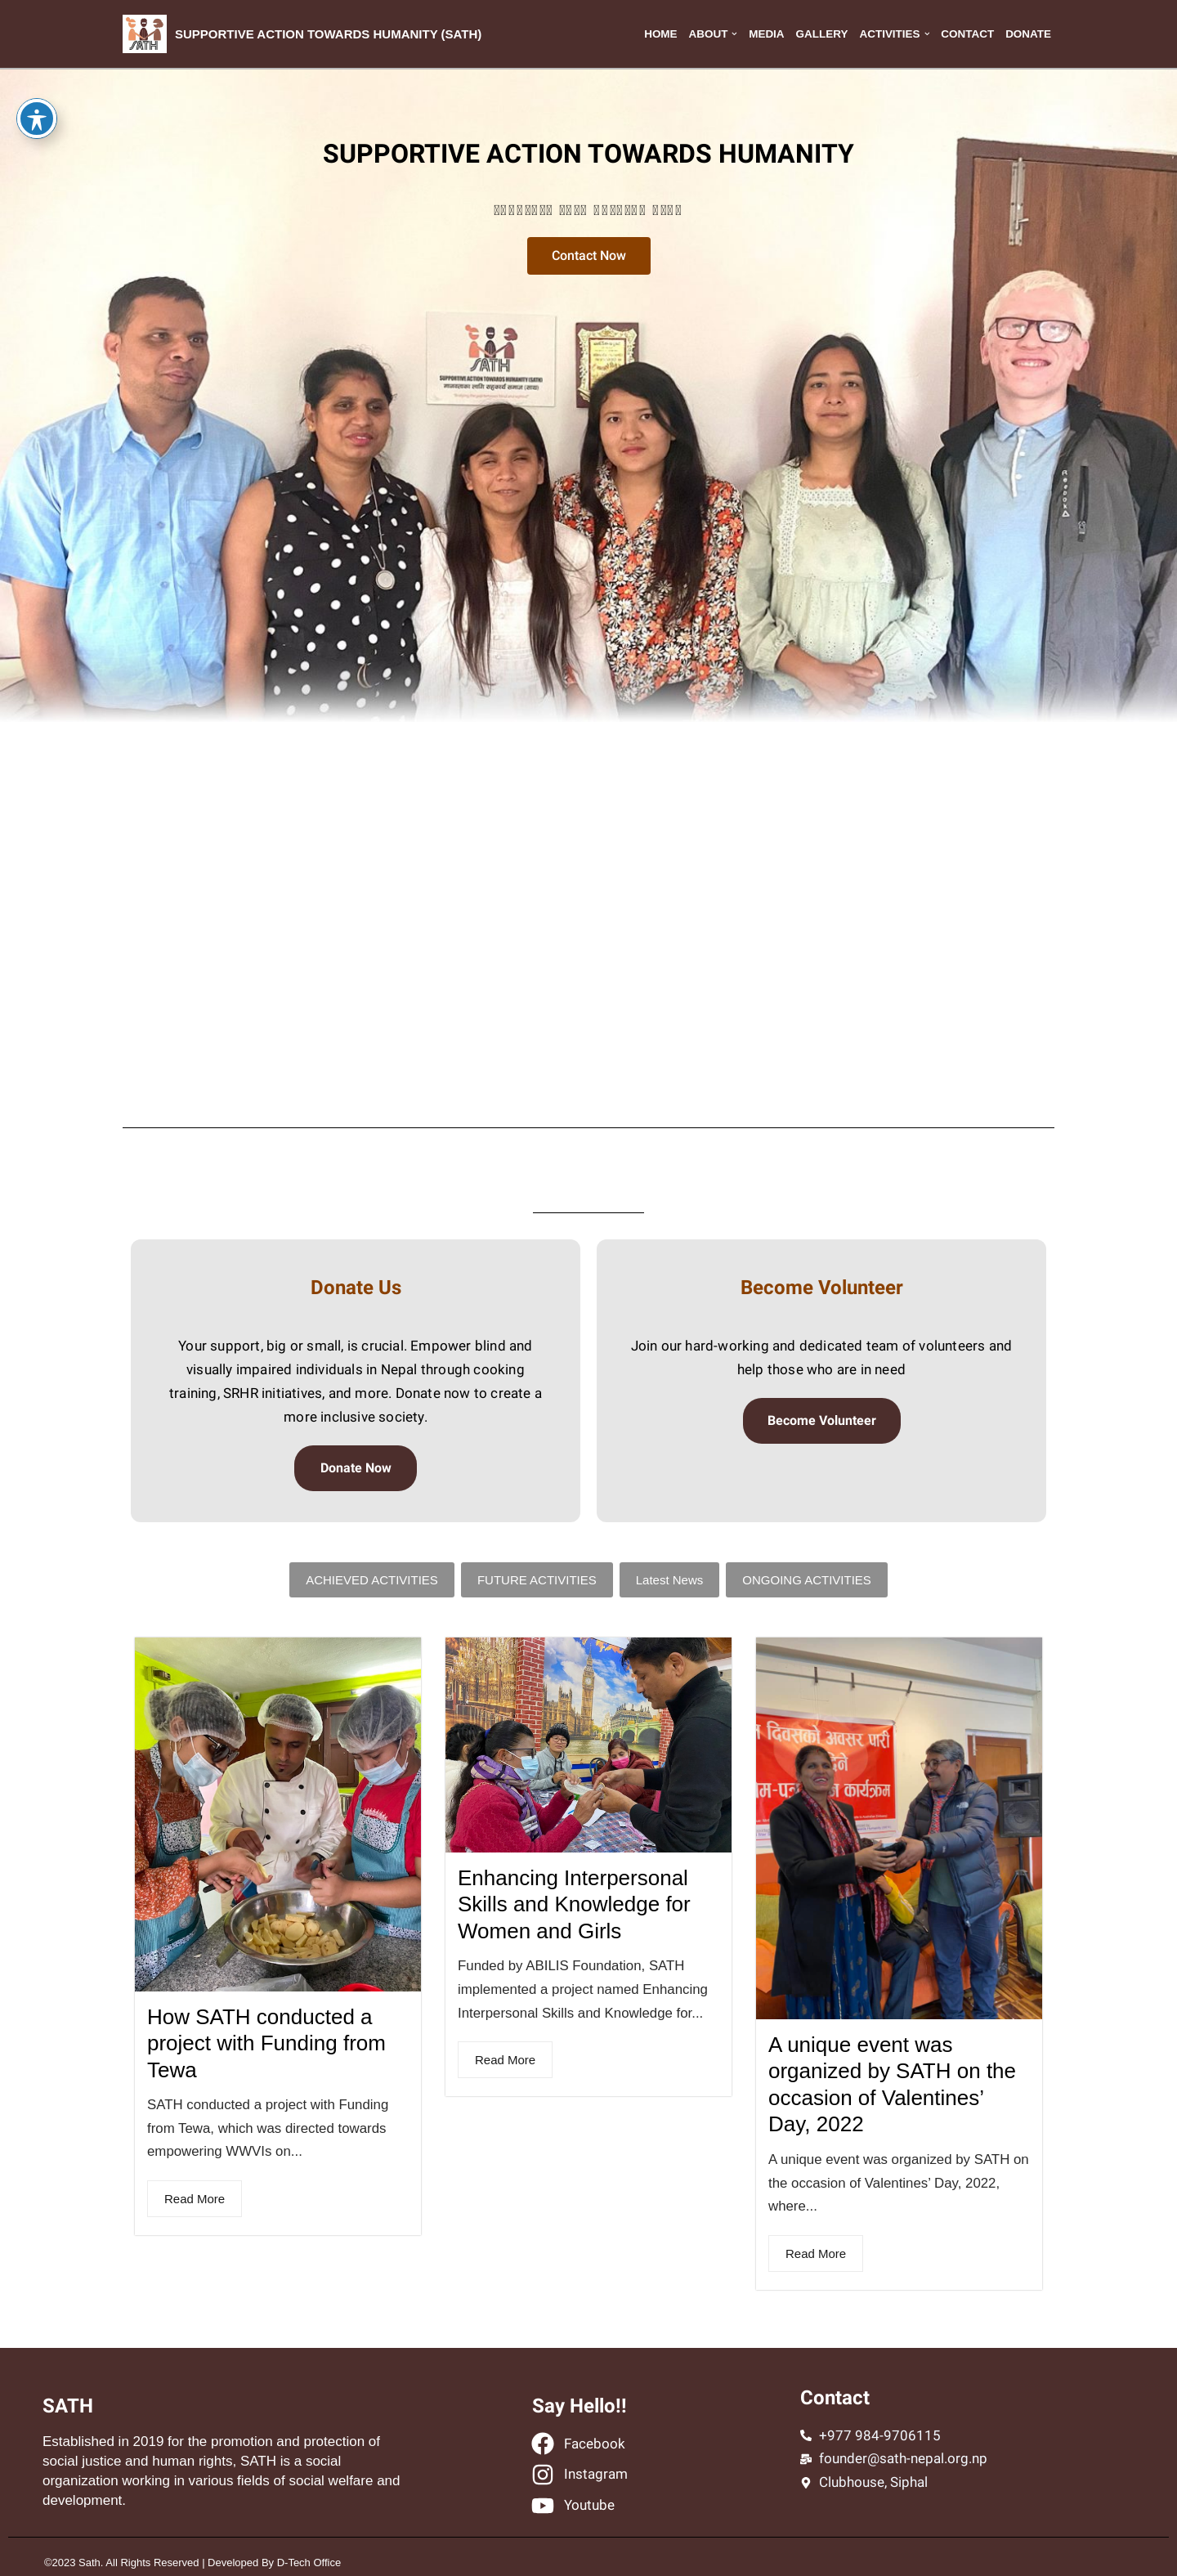 SATH
SUPPORTIVE ACTION TOWARDS HUMANITY (SATH)
HOME ABOUT MEDIA GALLERY ACTIVITIES CONTACT DONATE
SUPPORTIVE ACTION TOWARDS HUMANITY
Contact Now
SATH
SUPPORTIVE ACTION TOWARDS HUMANITY (SATH)
Donate Us
Your support, big or small, is crucial. Empower blind and
visually impaired individuals in Nepal through cooking
training, SRHR initiatives, and more. Donate now to create a
more inclusive society.
Donate Now
Become Volunteer
Join our hard-working and dedicated team of volunteers and
help those who are in need
Become Volunteer
ACHIEVED ACTIVITIES
FUTURE ACTIVITIES
Latest News
ONGOING ACTIVITIES
How SATH conducted a
project with Funding from
Tewa
SATH conducted a project with Funding
from Tewa, which was directed towards
empowering WWVIs on...
Read More
Enhancing Interpersonal
Skills and Knowledge for
Women and Girls
Funded by ABILIS Foundation, SATH
implemented a project named Enhancing
Interpersonal Skills and Knowledge for...
Read More
दिवसको अवसर पारी
कार्यक्रम
A unique event was
organized by SATH on the
occasion of Valentines’
Day, 2022
A unique event was organized by SATH on
the occasion of Valentines’ Day, 2022,
where...
Read More
SATH
Established in 2019 for the promotion and protection of
social justice and human rights, SATH is a social
organization working in various fields of social welfare and
development.
Say Hello!!
Facebook
Instagram
Youtube
Contact
+977 984-9706115
founder@sath-nepal.org.np
Clubhouse, Siphal
©2023 Sath. All Rights Reserved | Developed By D-Tech Office